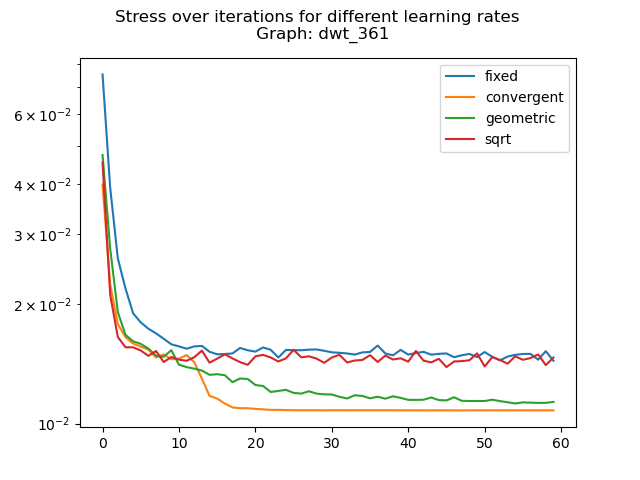 Stress over iterations for different learning rates
Graph: dwt_361
fixed
convergent
geometric
sqrt
6 × 10⁻²
4 × 10⁻²
3 × 10⁻²
2 × 10⁻²
10⁻²
0 10 20 30 40 50 60